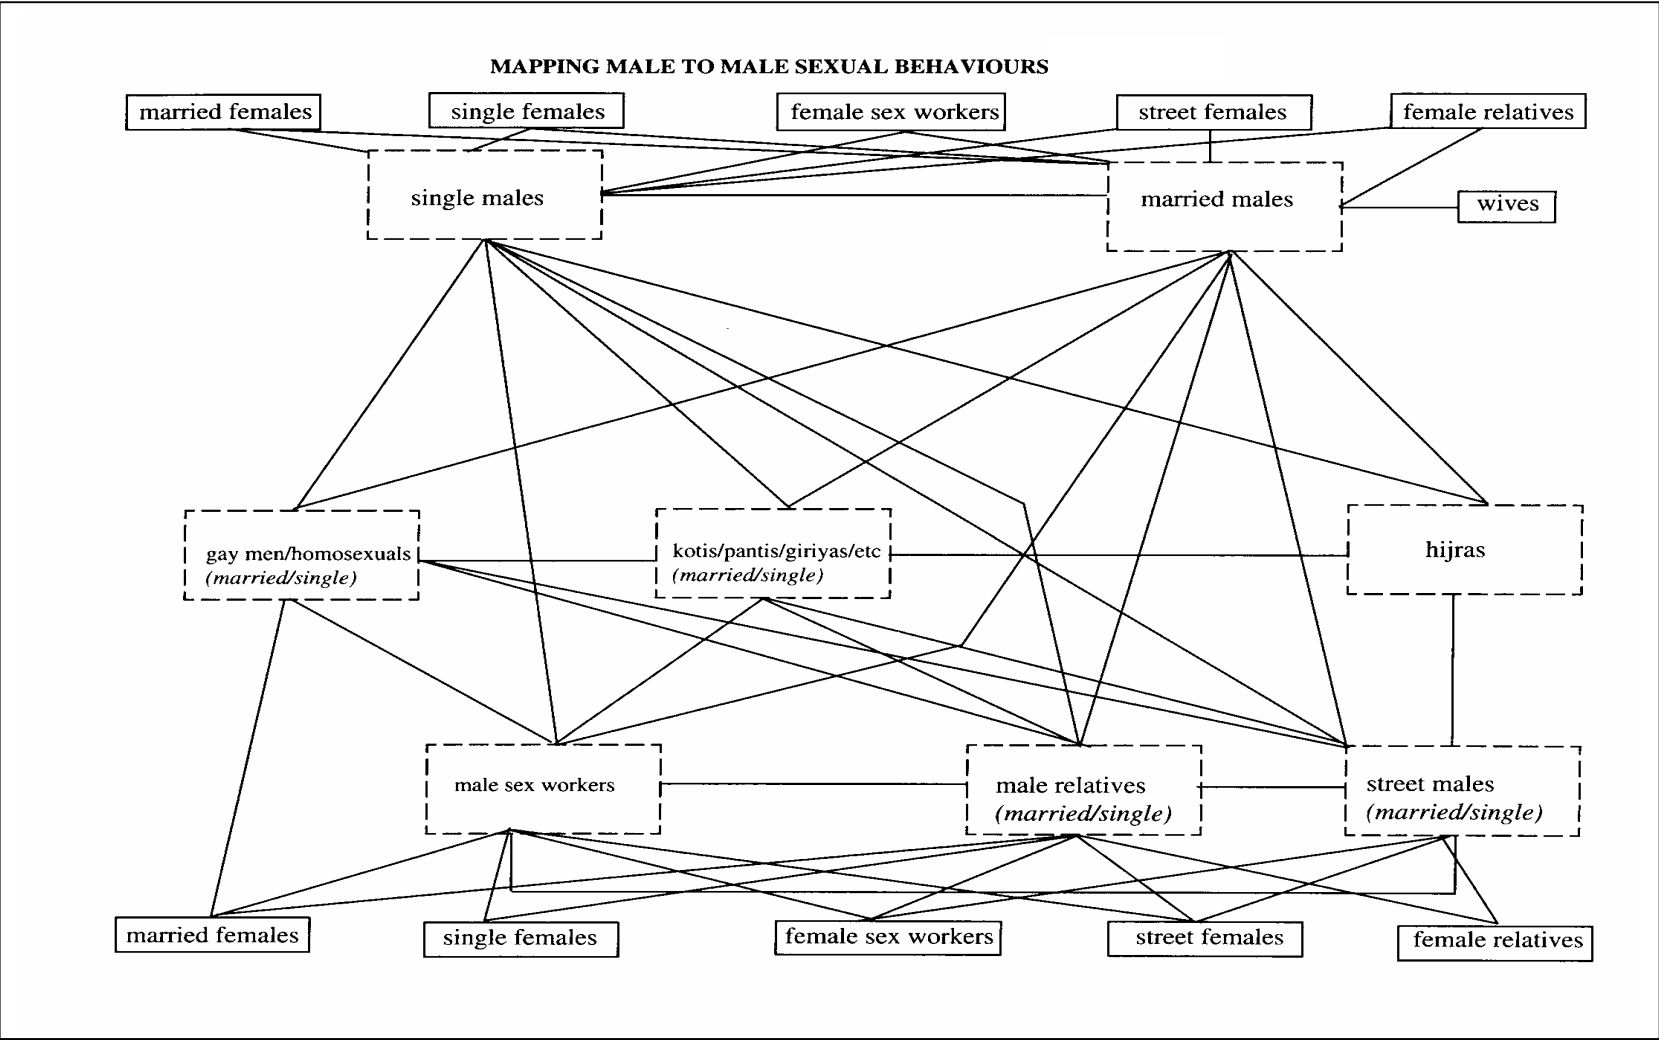 MAPPING MALE TO MALE SEXUAL BEHAVIOURS
married females
single females
female sex workers
street females
female relatives
single males
married males
wives
gay men/homosexuals
(married/single)
kotis/pantis/giriyas/etc
(married/single)
hijras
male sex workers
male relatives
(married/single)
street males
(married/single)
married females
single females
female sex workers
street females
female relatives